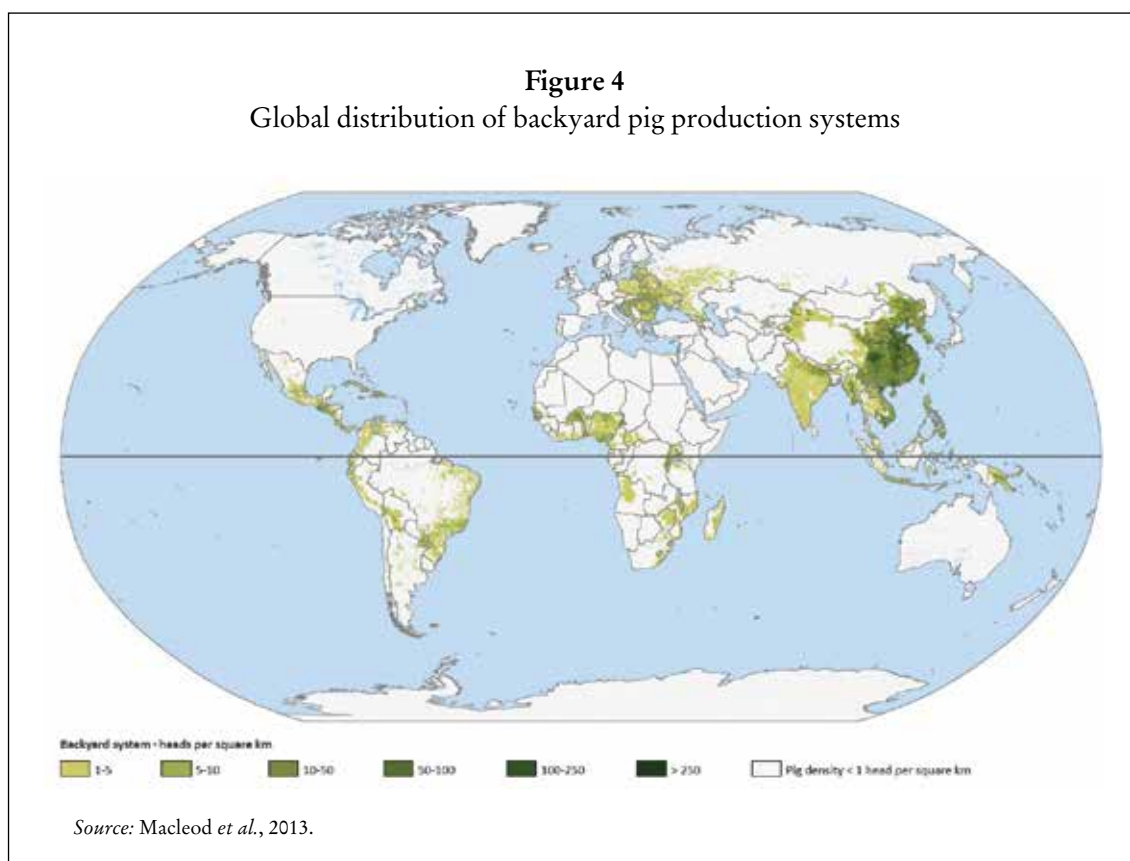 Figure 4
Global distribution of backyard pig production systems
Backyard system - heads per square km
1-5 5-10 10-50 50-100 100-250 > 250 Pig density < 1 head per square km
Source: Macleod et al., 2013.